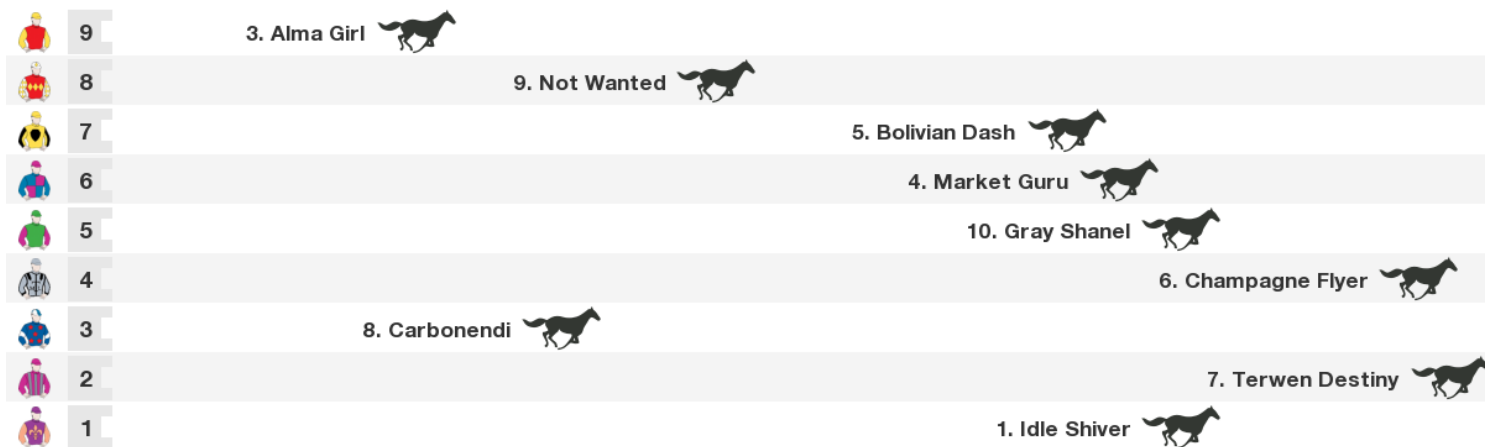 9 3. Alma Girl
8 9. Not Wanted
7 5. Bolivian Dash
6 4. Market Guru
5 10. Gray Shanel
4 6. Champagne Flyer
3 8. Carbonendi
2 7. Terwen Destiny
1 1. Idle Shiver